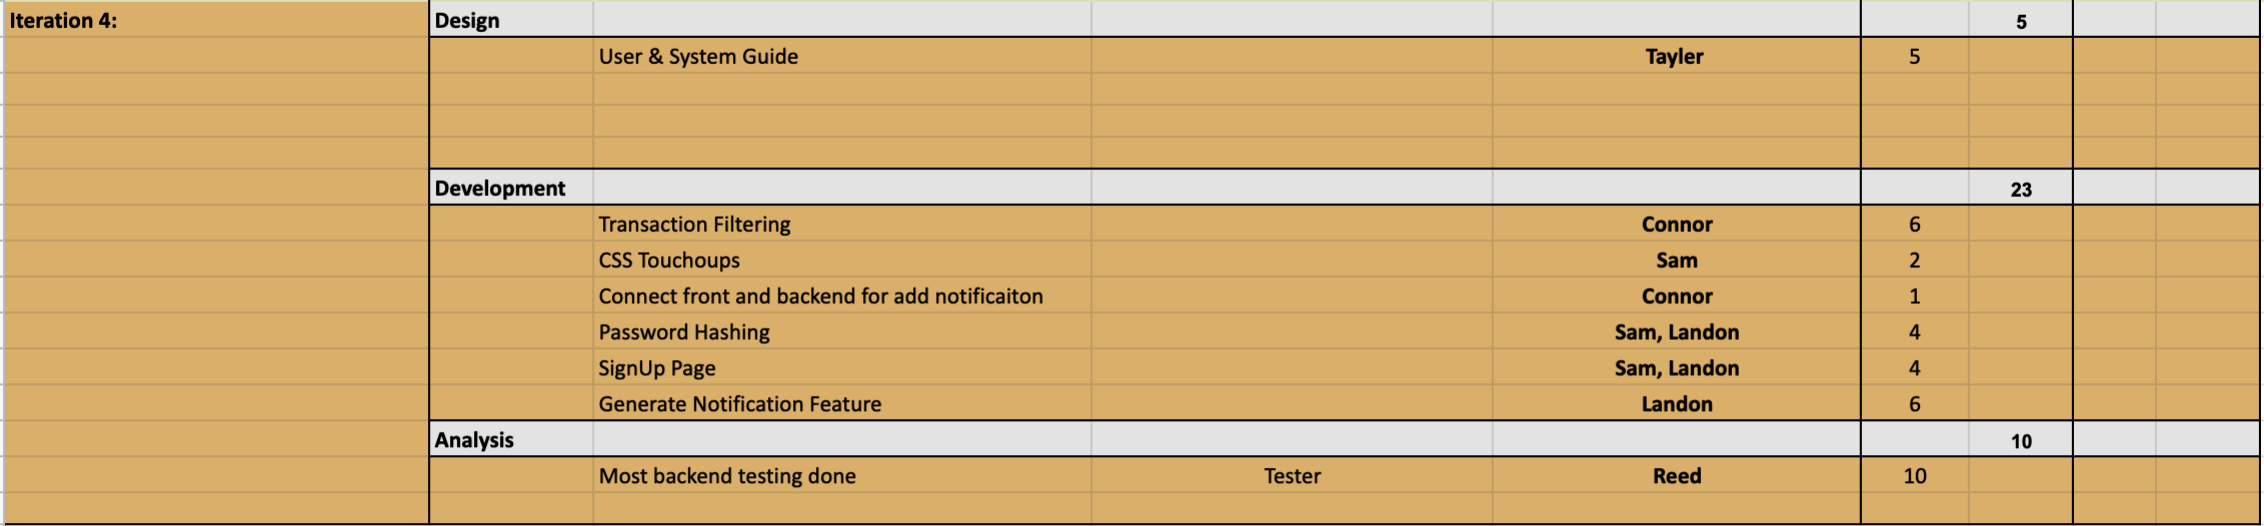 Iteration 4: Design 5
User & System Guide Tayler 5
Development 23
Transaction Filtering Connor 6
CSS Touchoups Sam 2
Connect front and backend for add notificaiton Connor 1
Password Hashing Sam, Landon 4
SignUp Page Sam, Landon 4
Generate Notification Feature Landon 6
Analysis 10
Most backend testing done Tester Reed 10